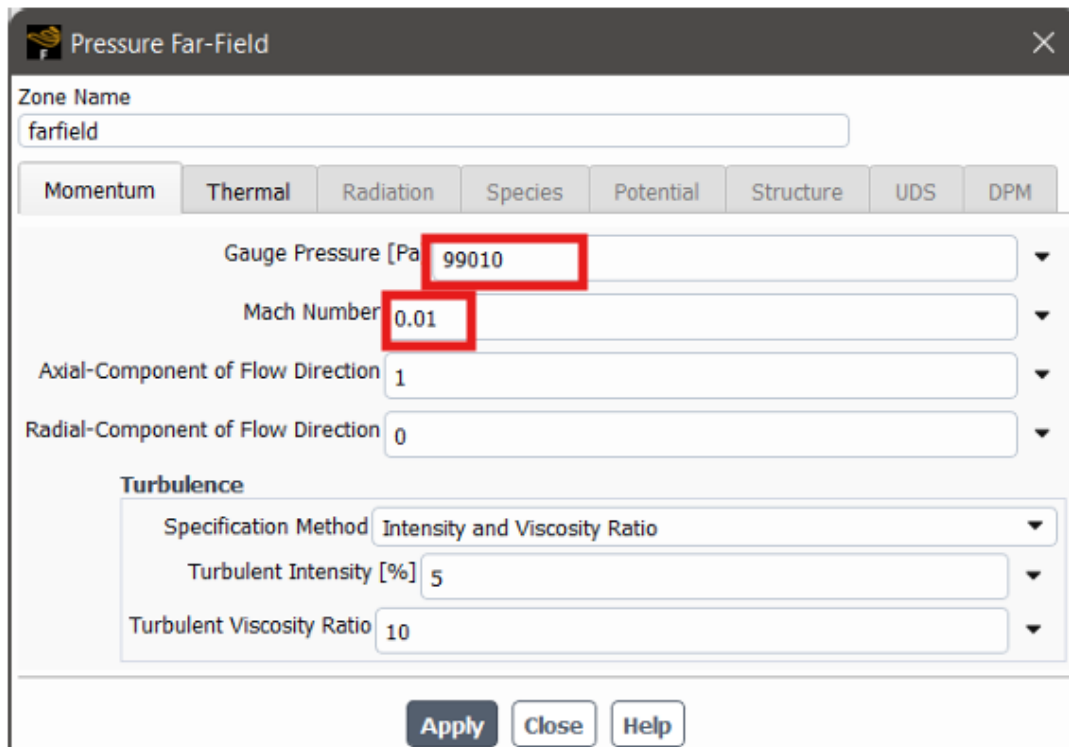 Pressure Far-Field
Zone Name
farfield
Momentum Thermal Radiation Species Potential Structure UDS DPM
Gauge Pressure [Pa 99010
Mach Number 0.01
Axial-Component of Flow Direction 1
Radial-Component of Flow Direction 0
Turbulence
Specification Method Intensity and Viscosity Ratio
Turbulent Intensity [%] 5
Turbulent Viscosity Ratio 10
Apply Close Help